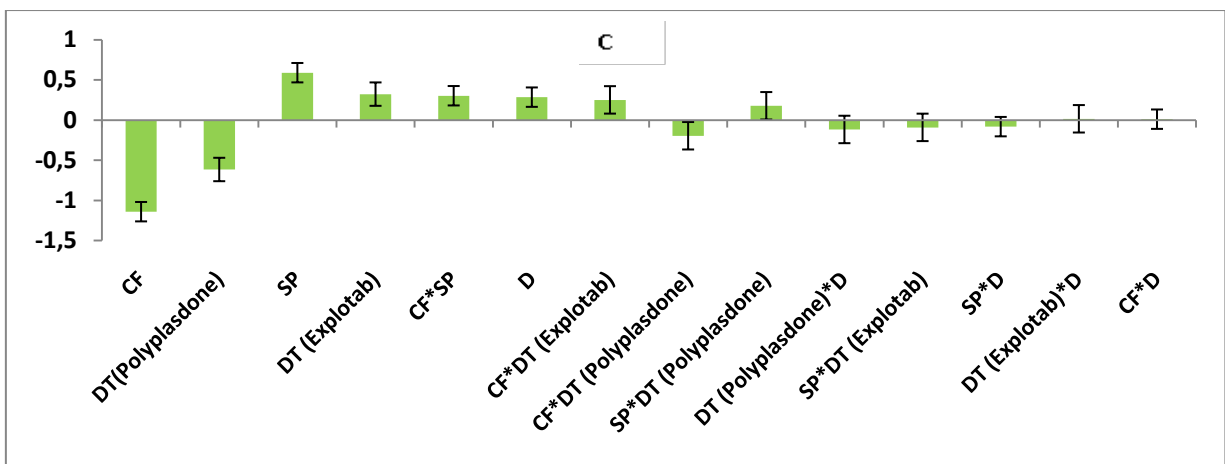 C
1
0,5
0
-0,5
-1
-1,5
CF
DT(Polyplasdone)
SP
DT (Explotab)
CF*SP
D
CF*DT (Explotab)
CF*DT (Polyplasdone)
SP*DT (Polyplasdone)
DT (Polyplasdone)*D
SP*DT (Explotab)
SP*D
DT (Explotab)*D
CF*D